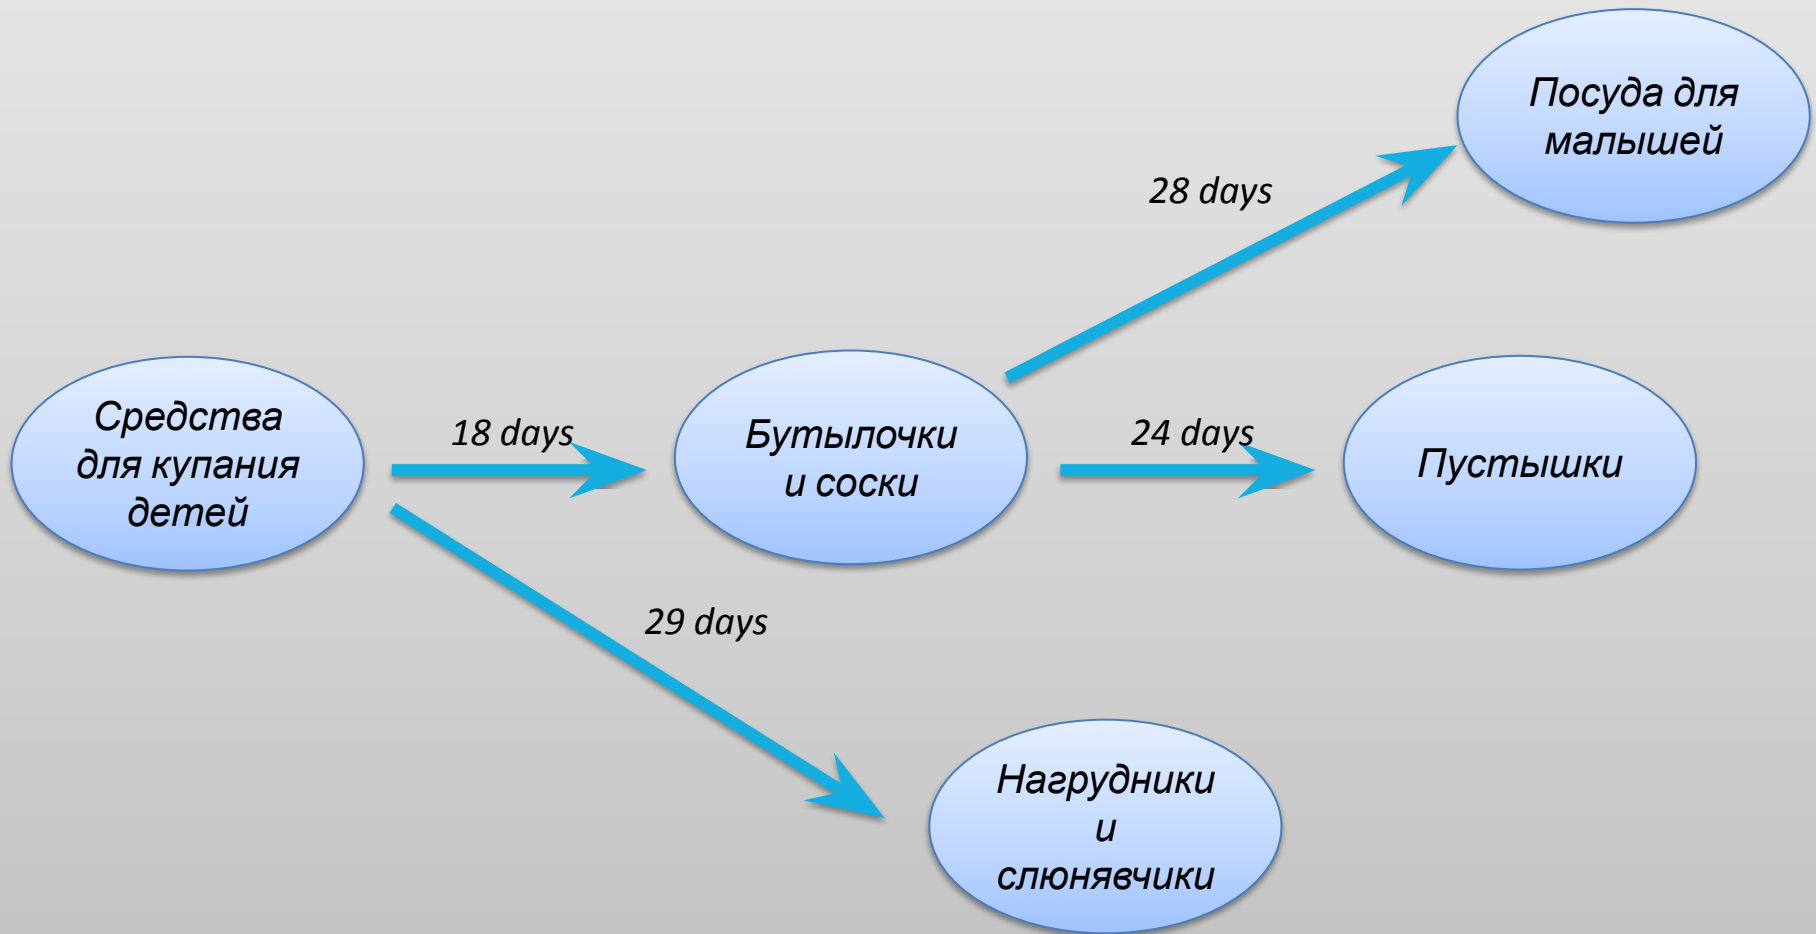 Посуда для
малышей
28 days
Средства
для купания
детей
18 days
Бутылочки
и соски
24 days
Пустышки
29 days
Нагрудники
и
слюнявчики